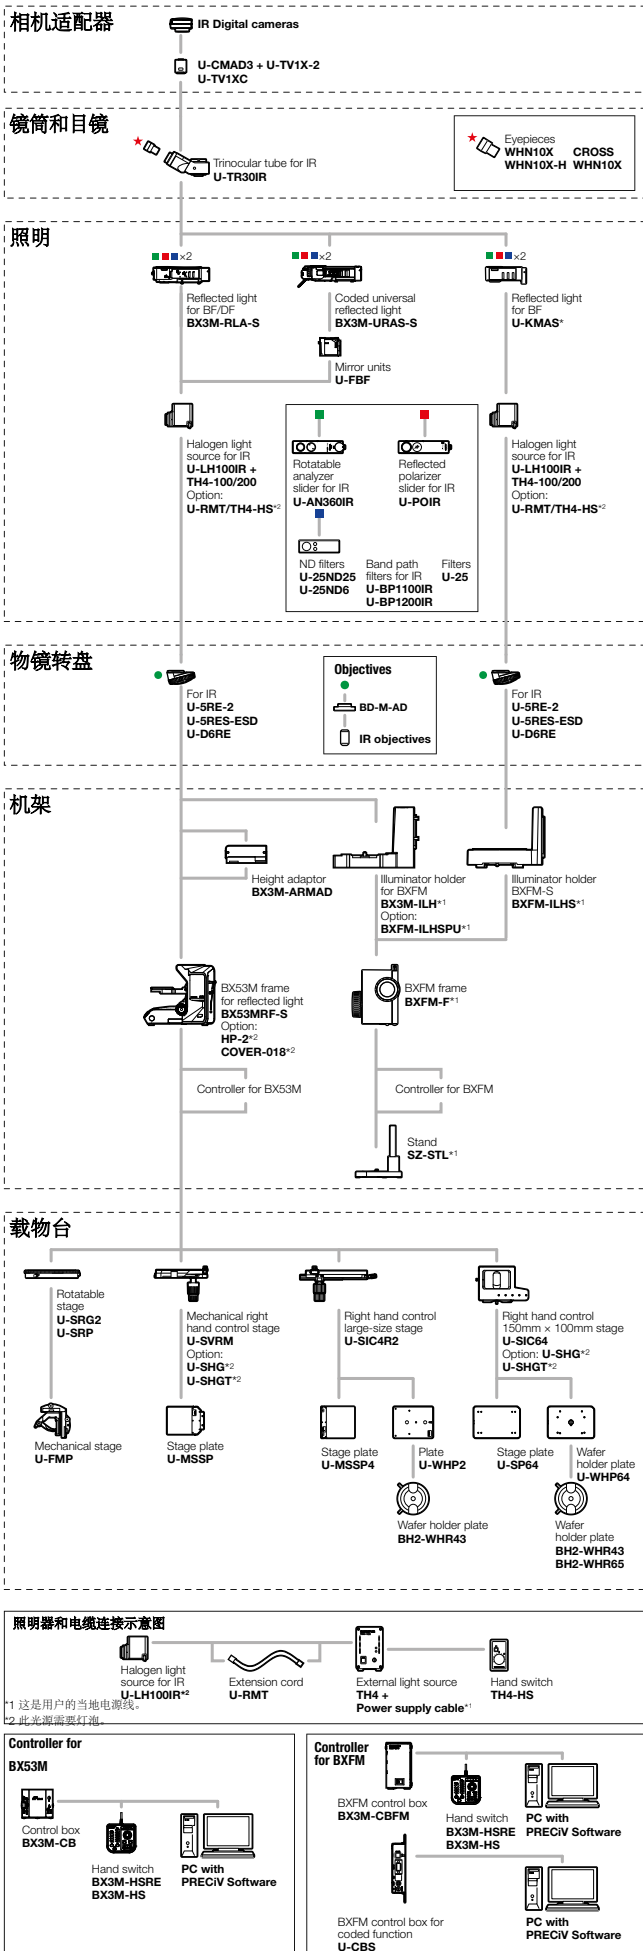 相机适配器
IR Digital cameras
U-CMAD3 + U-TV1X-2
U-TV1XC
镜筒和目镜
Trinocular tube for IR
U-TR30IR
Eyepieces
WHN10X CROSS
WHN10X-H WHN10X
照明
×2
×2
×2
Reflected light
for BF/DF
BX3M-RLA-S
Coded universal
reflected light
BX3M-URAS-S
Reflected light
for BF
U-KMAS*
Mirror units
U-FBF
Halogen light
source for IR
U-LH100IR +
TH4-100/200
Option:
U-RMT/TH4-HS*2
Rotatable
analyzer
slider for IR
U-AN360IR
Reflected
polarizer
slider for IR
U-POIR
ND filters
U-25ND25
U-25ND6
Band path
filters for IR
U-BP1100IR
U-BP1200IR
Filters
U-25
Halogen light
source for IR
U-LH100IR +
TH4-100/200
Option:
U-RMT/TH4-HS*2
物镜转盘
For IR
U-5RE-2
U-5RES-ESD
U-D6RE
Objectives
BD-M-AD
IR objectives
For IR
U-5RE-2
U-5RES-ESD
U-D6RE
机架
Height adaptor
BX3M-ARMAD
Illuminator holder
for BXFM
BX3M-ILH*1
Option:
BXFM-ILHSPU*1
Illuminator holder
BXFM-S
BXFM-ILHS*1
BX53M frame
for reflected light
BX53MRF-S
Option:
HP-2*2
COVER-018*2
BXFM frame
BXFM-F*1
Controller for BX53M
Controller for BXFM
Stand
SZ-STL*1
载物台
Rotatable
stage
U-SRG2
U-SRP
Mechanical right
hand control stage
U-SVRM
Option:
U-SHG*2
U-SHGT*2
Right hand control
large-size stage
U-SIC4R2
Right hand control
150mm × 100mm stage
U-SIC64
Option: U-SHG*2
U-SHGT*2
Mechanical stage
U-FMP
Stage plate
U-MSSP
Stage plate
U-MSSP4
Plate
U-WHP2
Stage plate
U-SP64
Wafer
holder plate
U-WHP64
Wafer holder plate
BH2-WHR43
Wafer
holder plate
BH2-WHR43
BH2-WHR65
照明器和电缆连接示意图
Halogen light
source for IR
U-LH100IR*2
Extension cord
U-RMT
External light source
TH4 +
Power supply cable*1
Hand switch
TH4-HS
*1 这是用户的当地电源线。
*2 此光源需要灯泡。
Controller for
BX53M
Control box
BX3M-CB
Hand switch
BX3M-HSRE
BX3M-HS
PC with
PRECiV Software
Controller
for BXFM
BXFM control box
BX3M-CBFM
Hand switch
BX3M-HSRE
BX3M-HS
PC with
PRECiV Software
BXFM control box for
coded function
U-CBS
PC with
PRECiV Software